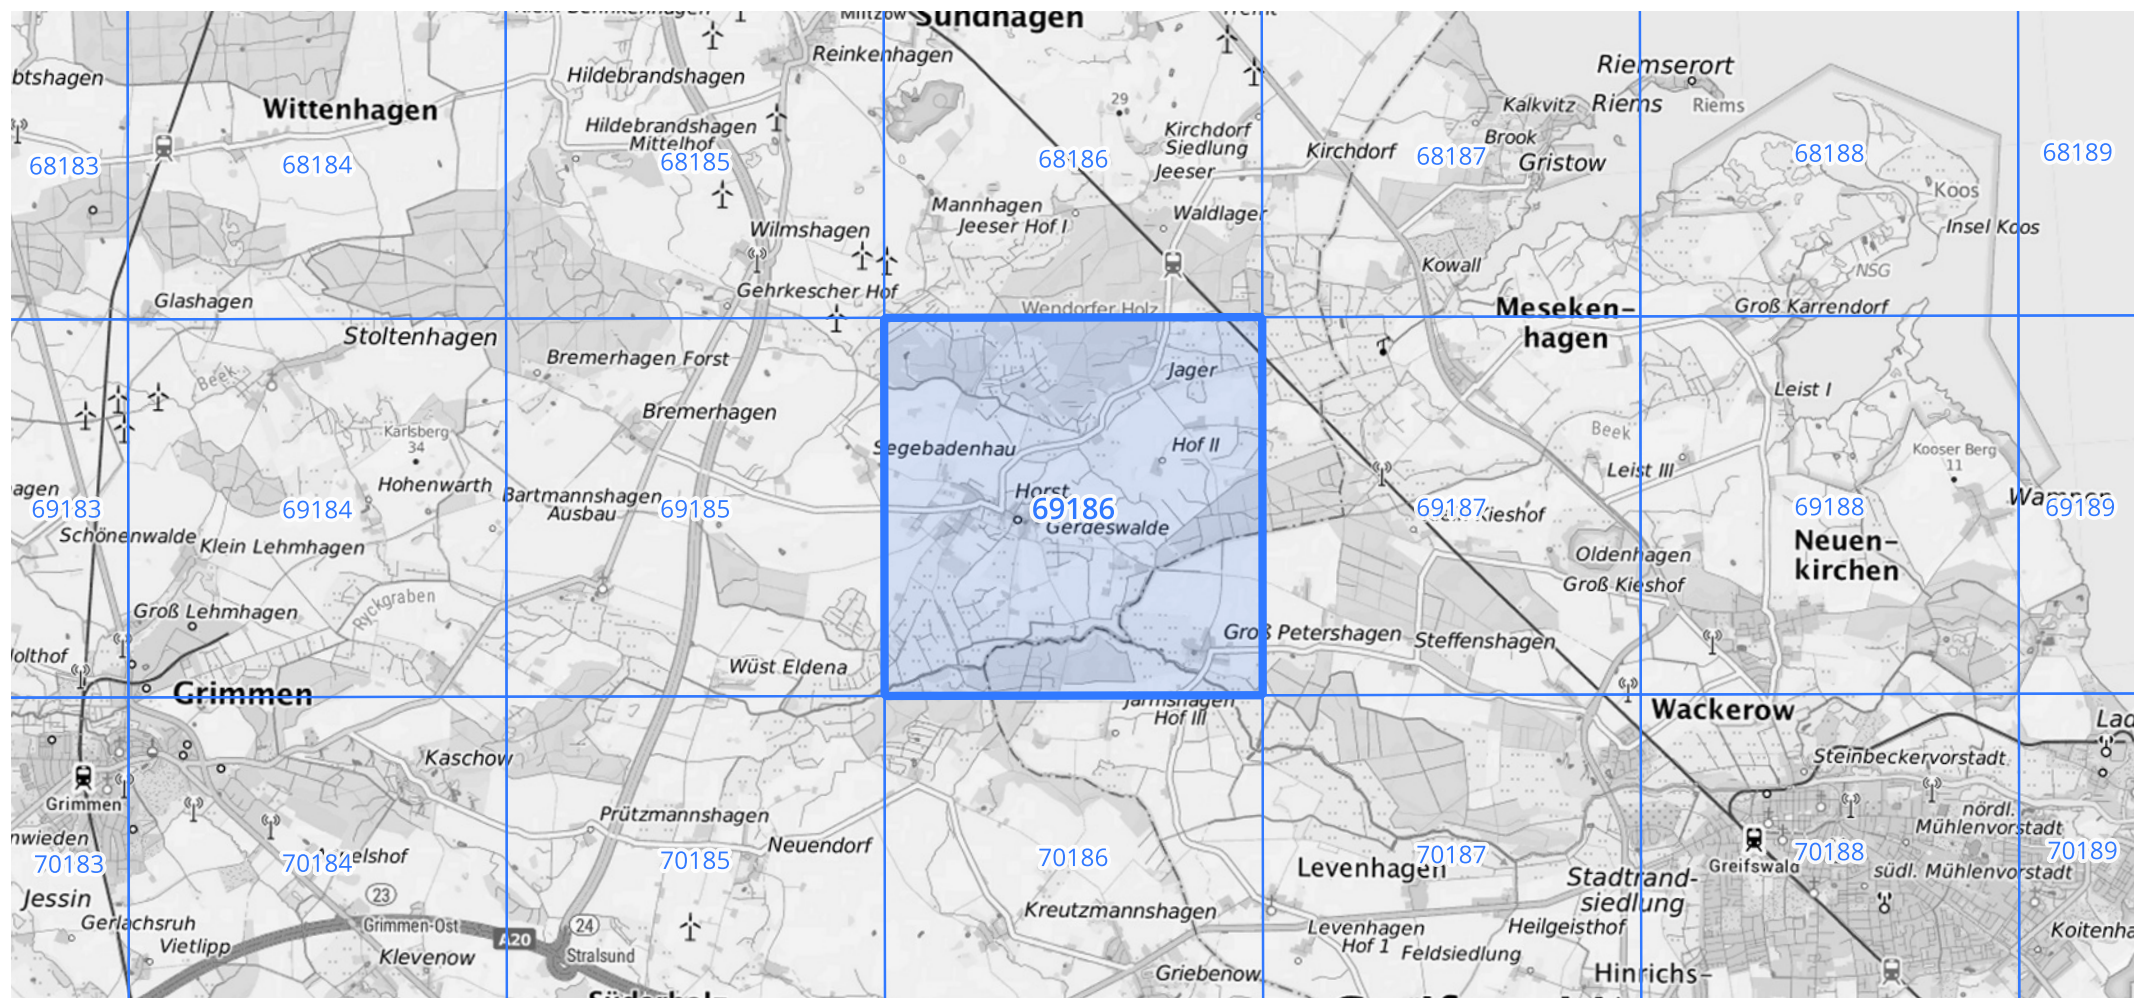 Sundhagen
Reinkenhagen
btshagen
Hildebrandshagen
Riemserort
Wittenhagen
29
Kalkvitz
Riems
Riems
Hildebrandshagen
Mittelhof
Kirchdorf
Siedlung
Kirchdorf
Brook
Gristow
68183
68184
68185
68186
68187
68188
68189
Jeeser
Koos
Mannhagen
Waldlager
Jeeser Hof I
Insel Koos
Wilmshagen
Kowall
NSG
Gehrkescher Hof
Glashagen
Wendorfer Holz
Meseken-
hagen
Groß Karrendorf
Stoltenhagen
Bremerhagen Forst
Jager
Beek
Leist I
Bremerhagen
Karlsberg
34
Beek
Segebadenhau
Hof II
Kooser Berg
11
Leist III
Hohenwarth
agen
Bartmannshagen
Ausbau
Horst
Wampen
69183
69184
69185
69186
69187
69188
69189
Kieshof
Gerdeswalde
Schönenwalde
Klein Lehmhagen
Oldenhagen
Neuen-
kirchen
Groß Kieshof
Ryckgraben
Groß Lehmhagen
Groß Petershagen
Steffenshagen
olthof
Wüst Eldena
Grimmen
Jarmshagen
Hof III
Wackerow
Lad
Kaschow
Steinbeckervorstadt
Grimmen
Prützmannshagen
nördl.
Mühlenvorstadt
nwieden
Neuendorf
70183
70184
70185
70186
70187
70188
70189
elshof
Levenhagen
Greifswald
Stadtrand-
siedlung
südl. Mühlenvorstadt
Jessin
23
Kreutzmannshagen
Gerlachsruh
Grimmen-Ost
24
A20
Levenhagen
Hof 1
Heilgeisthof
Koitenha
Vietlipp
Klevenow
Stralsund
Feldsiedlung
Griebenow
Hinrichs-